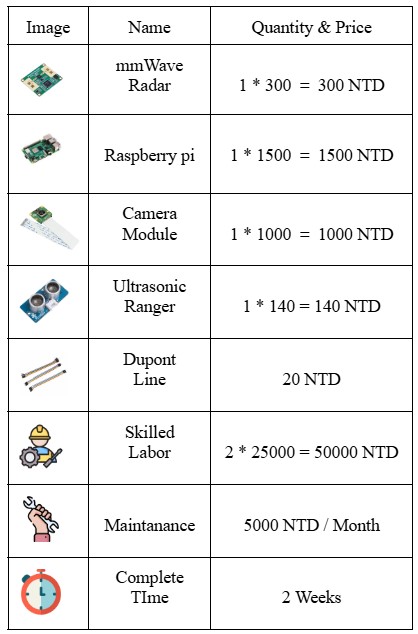 Image Name Quantity & Price
mmWave
Radar
1 * 300 = 300 NTD
Raspberry pi 1 * 1500 = 1500 NTD
Camera
Module
1 * 1000 = 1000 NTD
Ultrasonic
Ranger
1 * 140 = 140 NTD
Dupont
Line
20 NTD
Skilled
Labor
2 * 25000 = 50000 NTD
Maintanance 5000 NTD / Month
Complete
TIme
2 Weeks